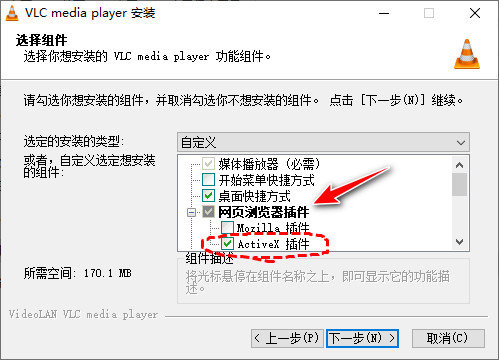 VLC media player 安装
选择组件
选择你想安装的 VLC media player 功能组件。
请勾选你想安装的组件，并取消勾选你不想安装的组件。 点击 [下一步(N)] 继续。
选定的安装的类型:
自定义
或者，自定义选定想安装的组件:
媒体播放器 (必需)
开始菜单快捷方式
桌面快捷方式
网页浏览器插件
Mozilla 插件
ActiveX 插件
组件描述
所需空间: 170.1 MB
将光标悬停在组件名称之上，即可显示它的功能描述。
VideoLAN VLC media player
< 上一步(P)
下一步(N) >
取消(C)